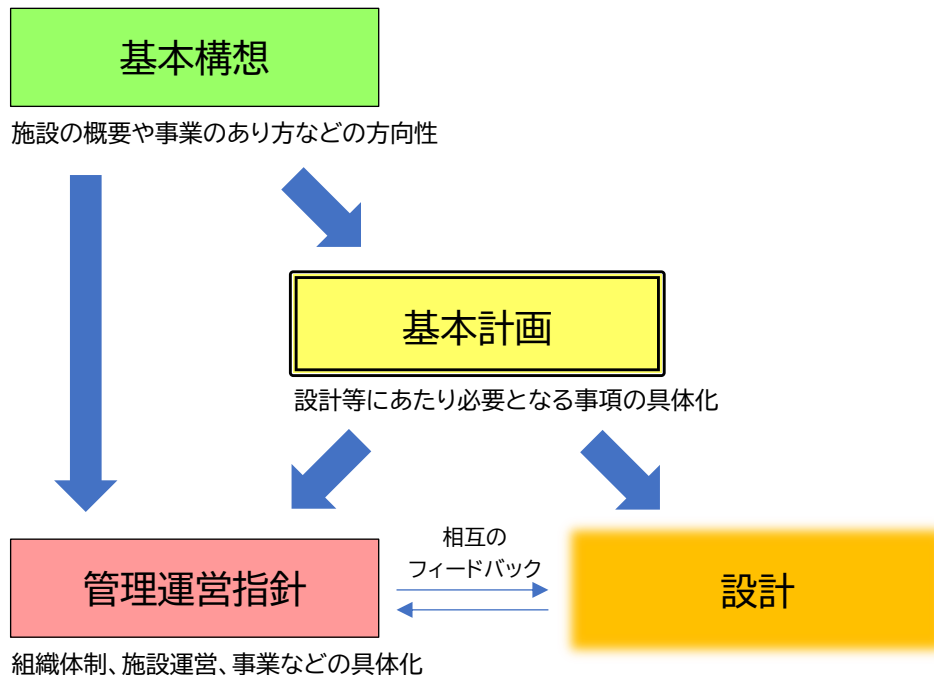 基本構想
施設の概要や事業のあり方などの方向性
基本計画
設計等にあたり必要となる事項の具体化
相互の
フィードバック
管理運営指針
設計
組織体制、施設運営、事業などの具体化